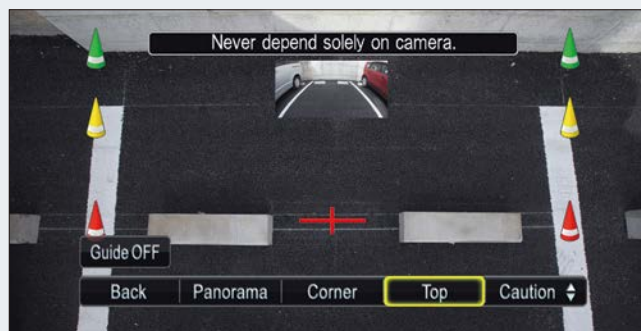 Never depend solely on camera.
Guide OFF
Back Panorama Corner Top Caution